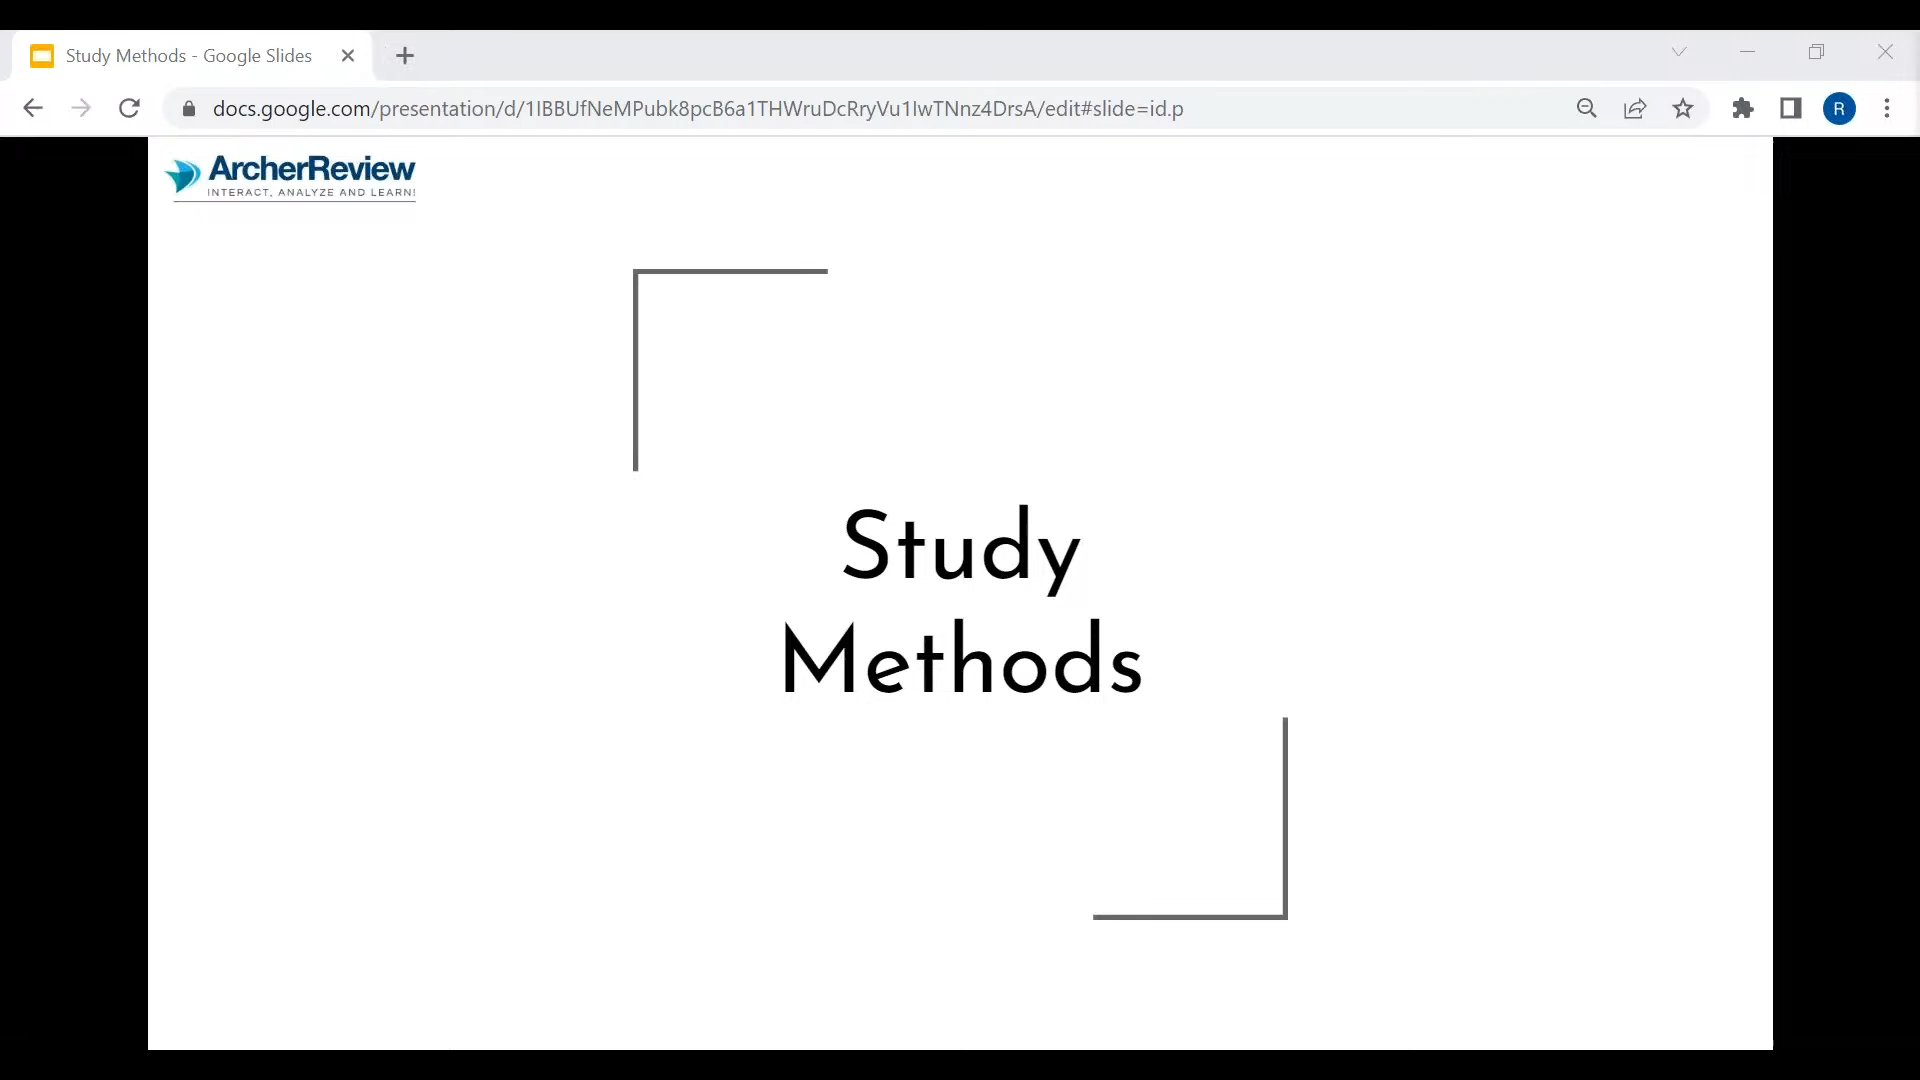 Study Methods - Google Slides
docs.google.com/presentation/d/1IBBUfNeMPubk8pcB6a1THWruDcRryVu1IwTNnz4DrsA/edit#slide=id.p
R
ArcherReview
INTERACT, ANALYZE AND LEARN!
Study
Methods